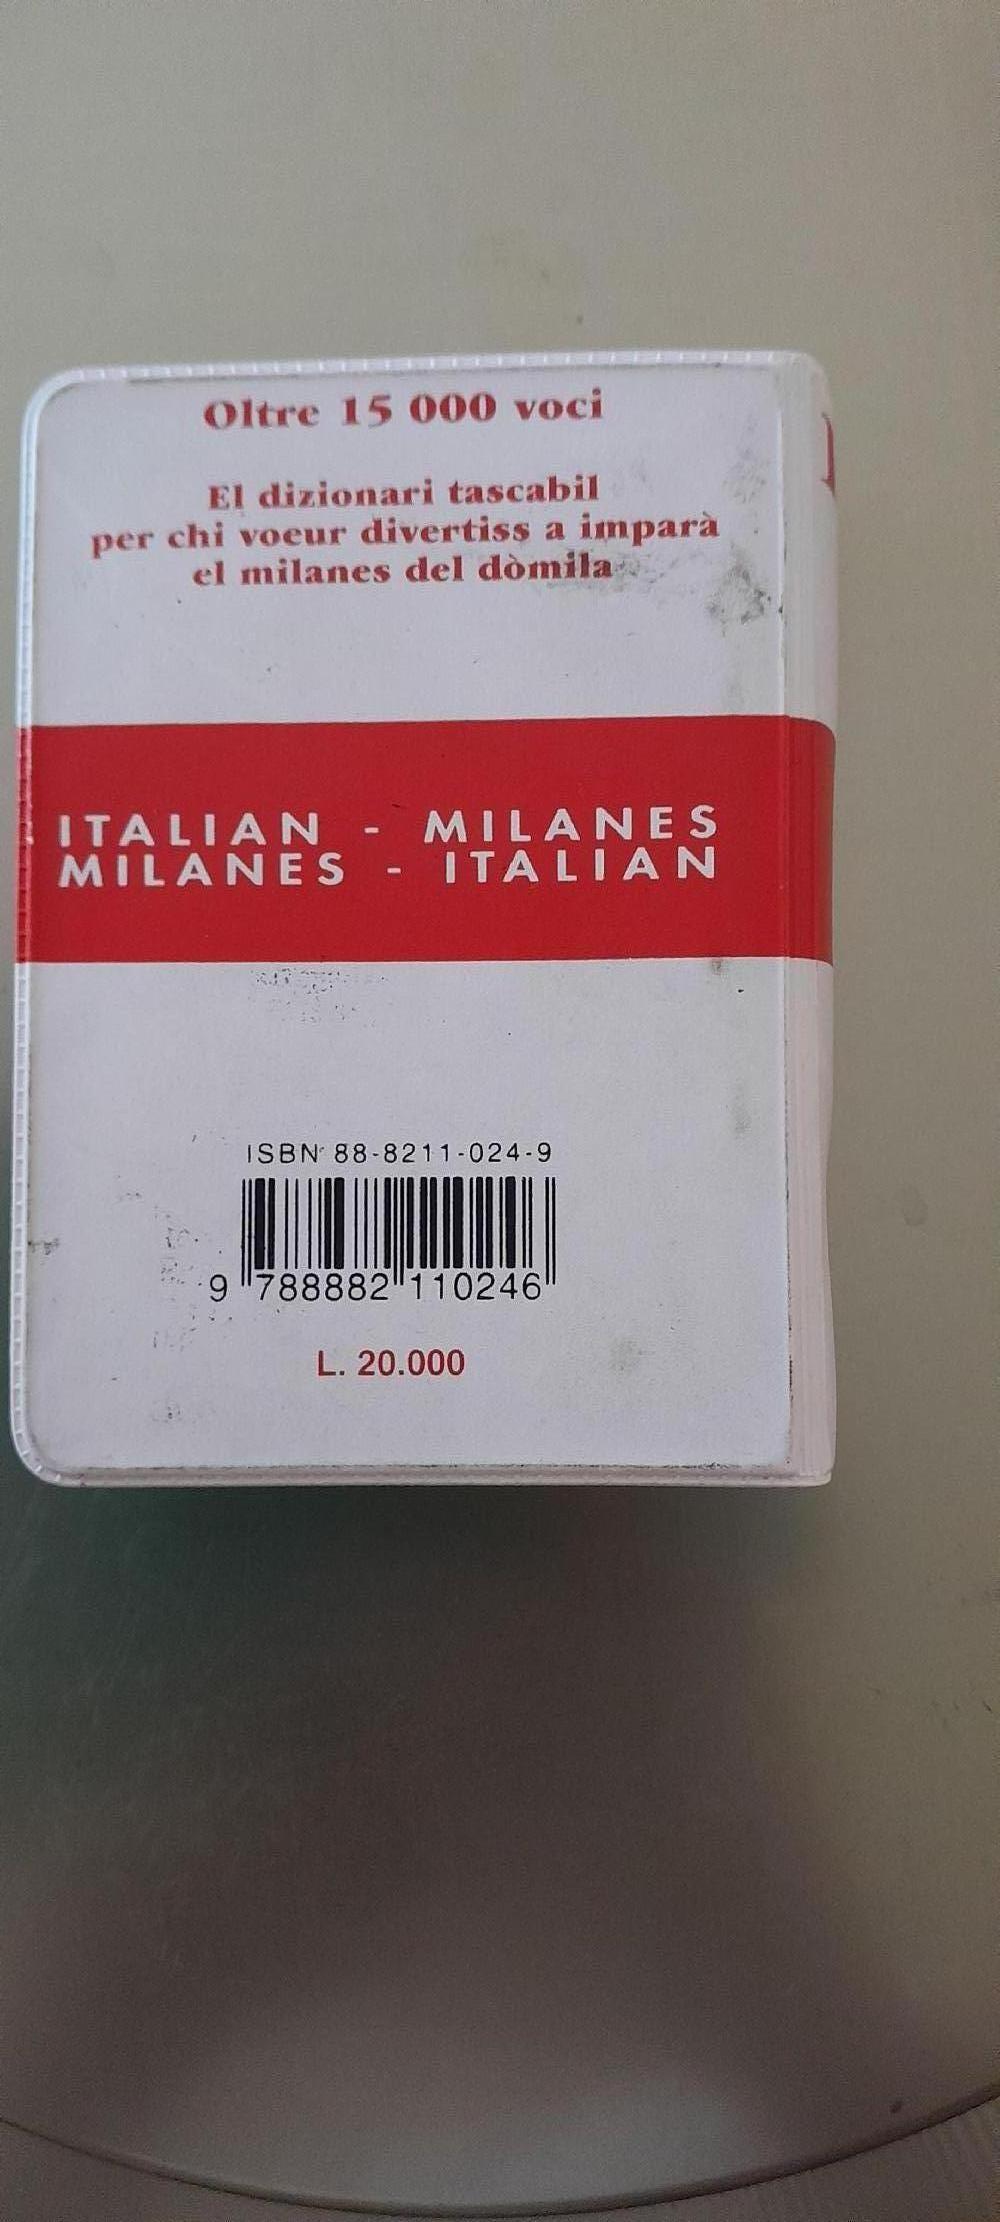 Oltre 15 000 voci
El dizionari tascabil
per chi voeur divertiss a imparà
el milanes del dòmila
ITALIAN - MILANES
MILANES - ITALIAN
ISBN 88-8211-024-9
9 788882 110246
L. 20.000